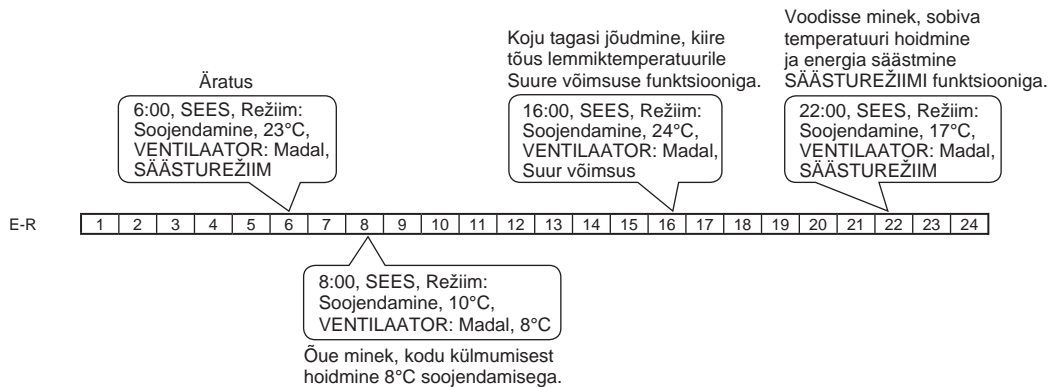 Äratus
6:00, SEES, Režiim:
Soojendamine, 23°C,
VENTILAATOR: Madal,
SÄÄSTUREŽIIM
Koju tagasi jõudmine, kiire
tõus lemmiktemperatuurile
Suure võimsuse funktsiooniga.
16:00, SEES, Režiim:
Soojendamine, 24°C,
VENTILAATOR: Madal,
Suur võimsus
Voodisse minek, sobiva
temperatuuri hoidmine
ja energia säästmine
SÄÄSTUREŽIIMI funktsiooniga.
22:00, SEES, Režiim:
Soojendamine, 17°C,
VENTILAATOR: Madal,
SÄÄSTUREŽIIM
E-R 1 2 3 4 5 6 7 8 9 10 11 12 13 14 15 16 17 18 19 20 21 22 23 24
8:00, SEES, Režiim:
Soojendamine, 10°C,
VENTILAATOR: Madal, 8°C
Õue minek, kodu külmumisest
hoidmine 8°C soojendamisega.